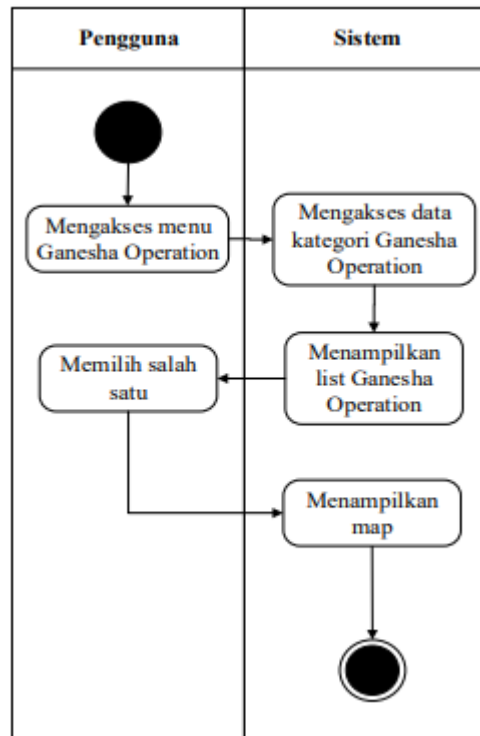 Pengguna
Sistem
Mengakses menu
Ganesha Operation
Mengakses data
kategori Ganesha
Operation
Menampilkan
list Ganesha
Operation
Memilih salah
satu
Menampilkan
map